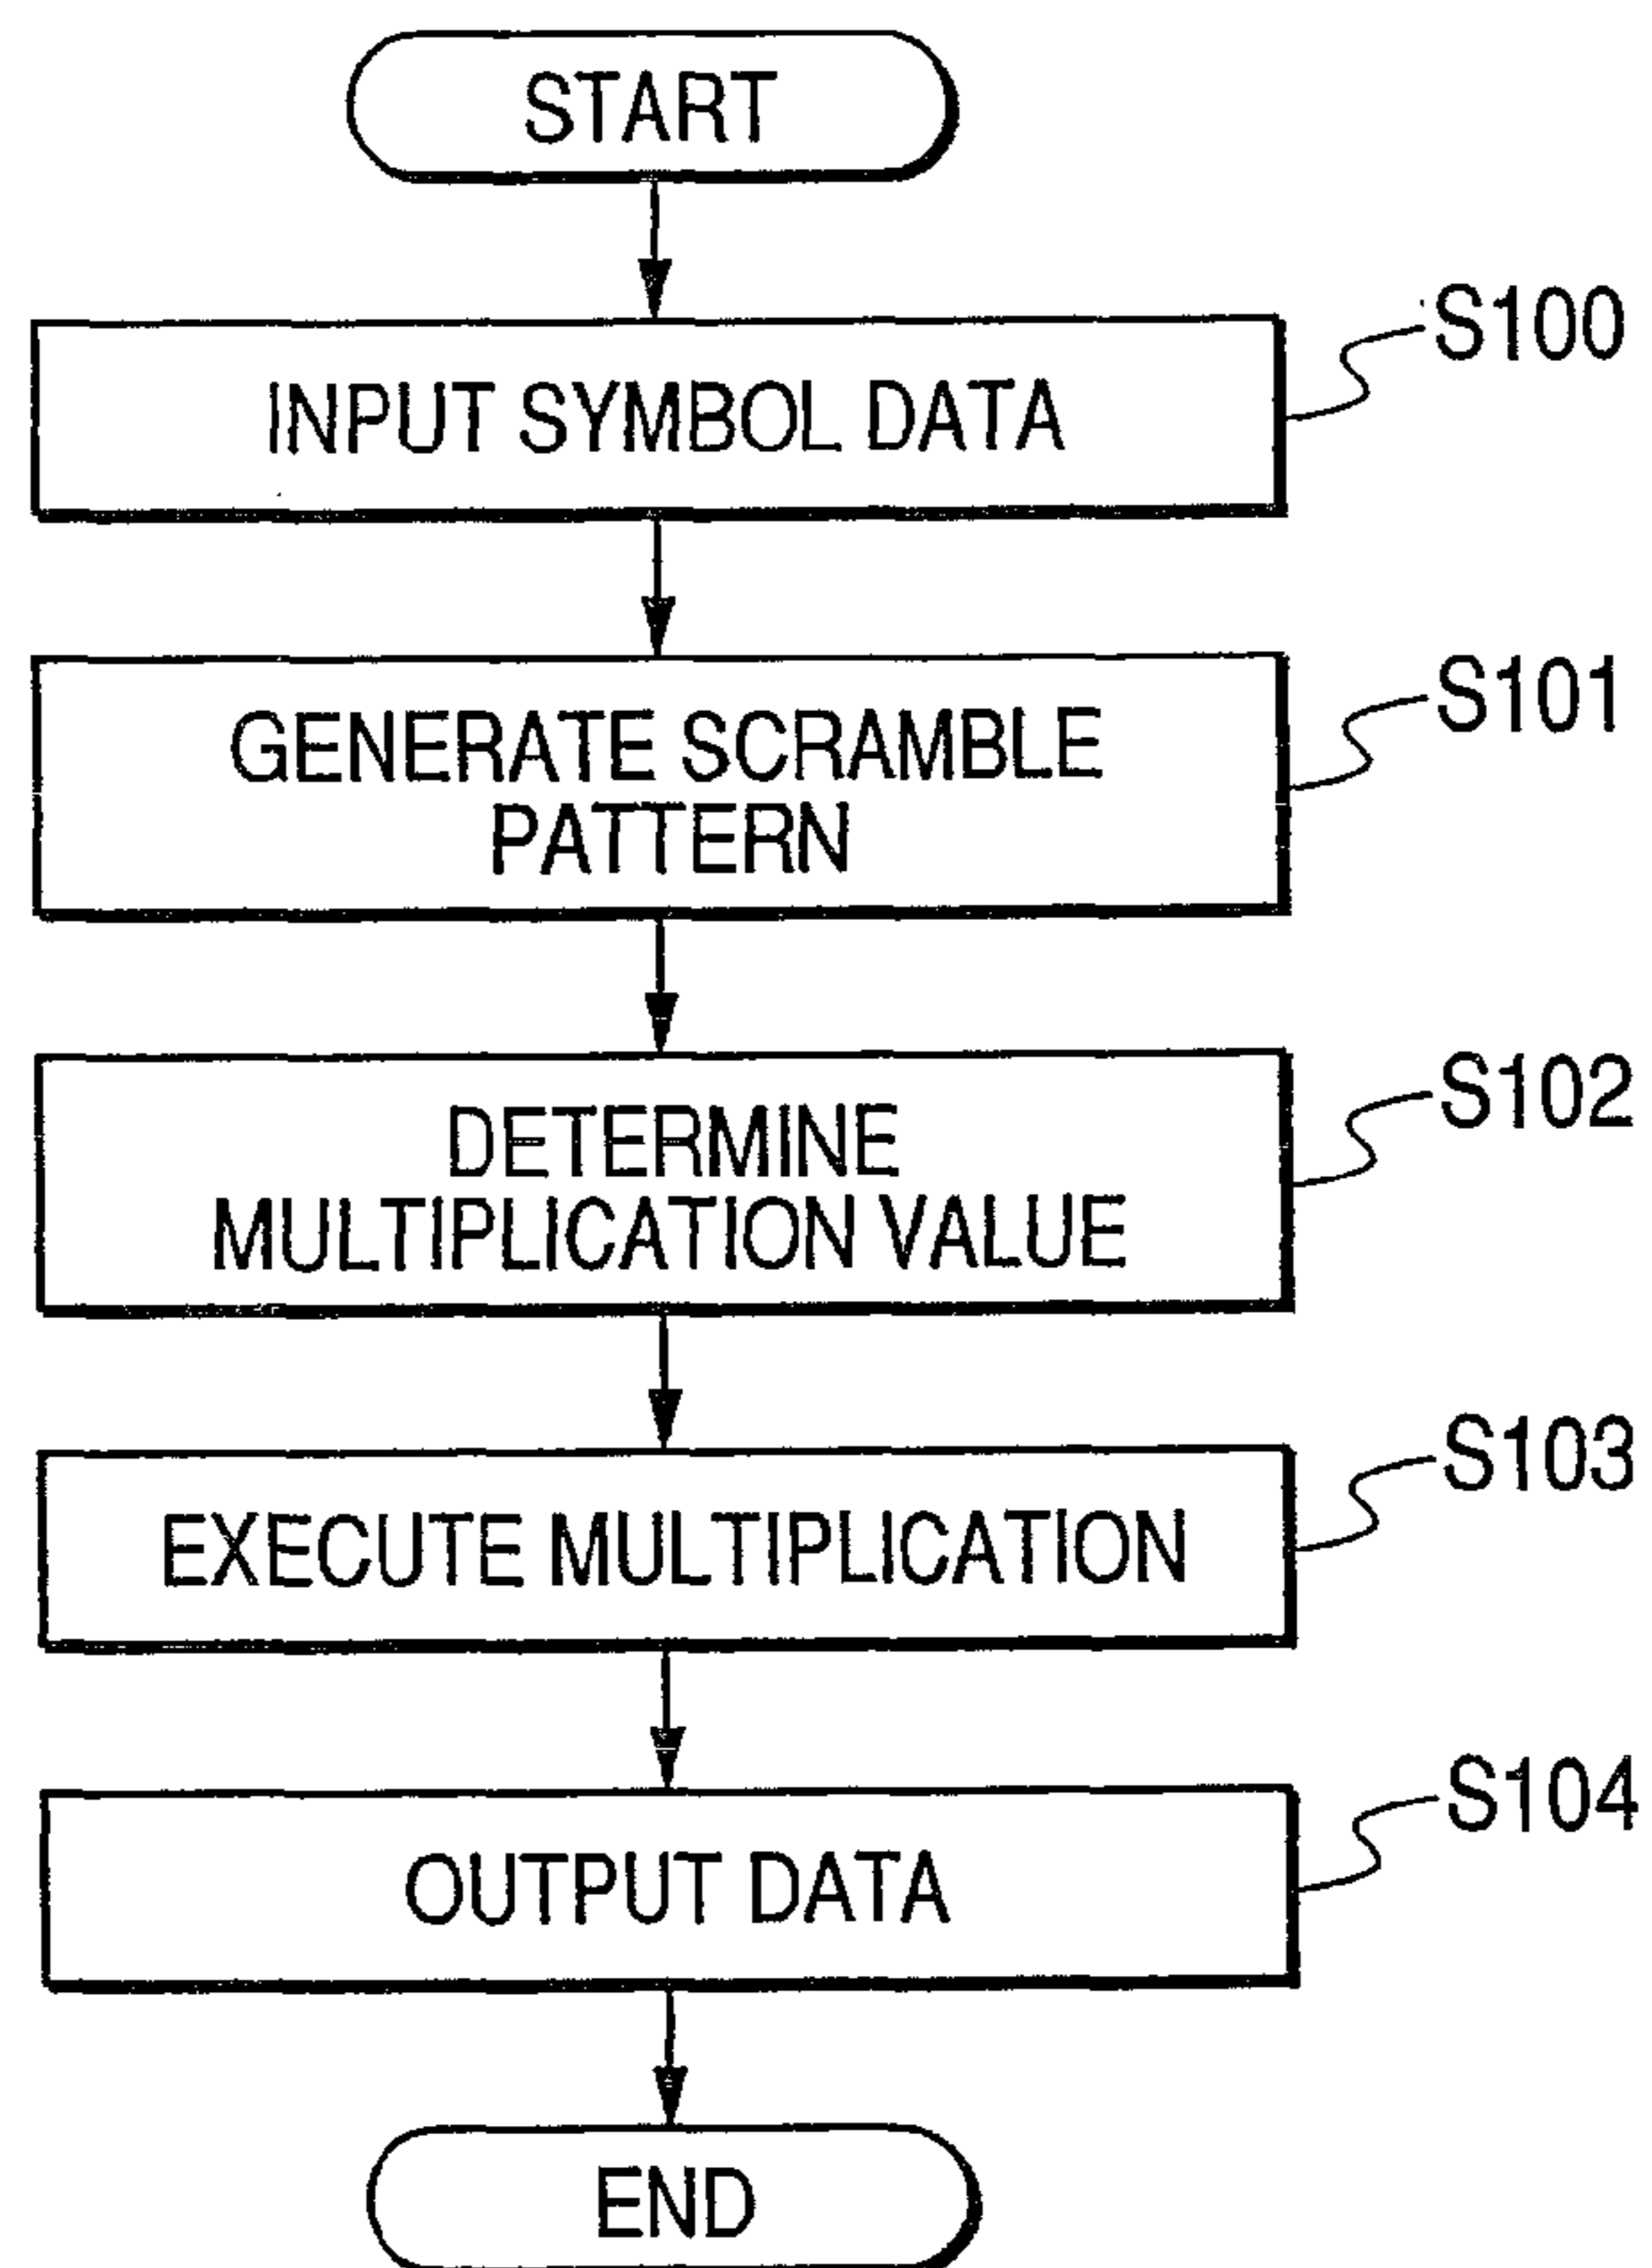 START
S100
INPUT SYMBOL DATA
S101
GENERATE SCRAMBLE
PATTERN
S102
DETERMINE
MULTIPLICATION VALUE
S103
EXECUTE MULTIPLICATION
S104
OUTPUT DATA
END